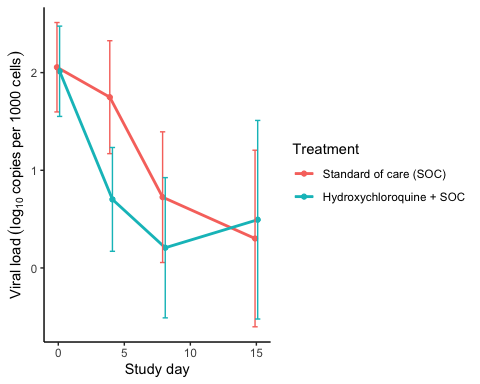 Viral load (log₁₀ copies per 1000 cells)
2
1
0
0
5
10
15
Study day
Treatment
Standard of care (SOC)
Hydroxychloroquine + SOC